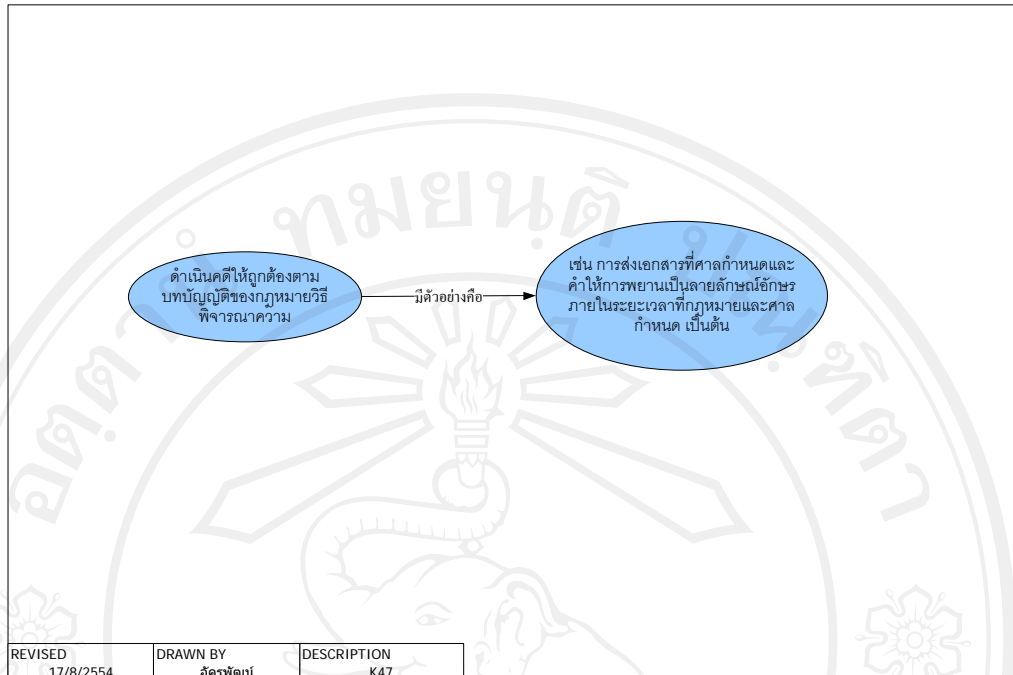 ดำเนินคดีให้ถูกต้องตาม
บทบัญญัติของกฎหมายวิธี
พิจารณาความ
มีตัวอย่างคือ
เช่น การส่งเอกสารที่ศาลกำหนดและ
คำให้การพยานเป็นลายลักษณ์อักษร
ภายในระยะเวลาที่กฎหมายและศาล
กำหนด เป็นต้น
REVISED
17/8/2554
DRAWN BY
อัครพัฒน์
DESCRIPTION
K47